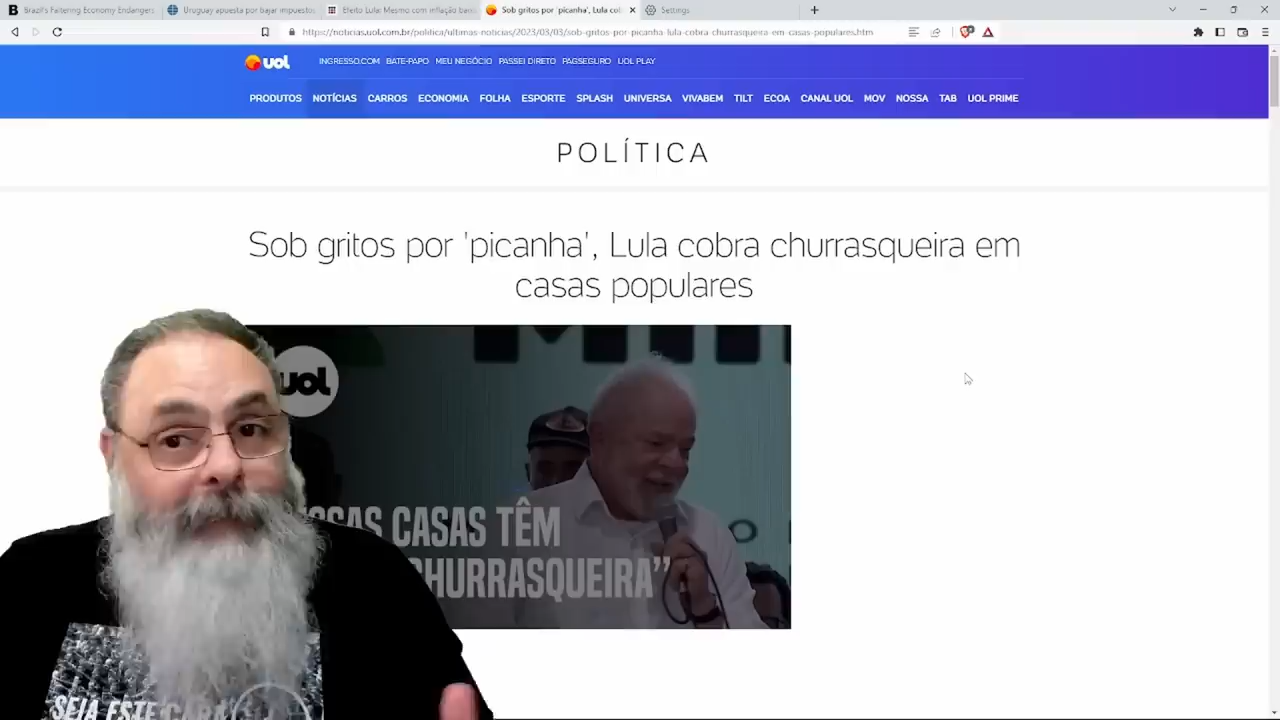 Brazil's Faltering Economy Endangers
Uruguay apuesta por bajar impuestos
Efeito Lula: Mesmo com inflação baix
Sob gritos por 'picanha', Lula cob
Settings
https://noticias.uol.com.br/politica/ultimas-noticias/2023/03/03/sob-gritos-por-picanha-lula-cobra-churrasqueira-em-casas-populares.htm
UOL
INGRESSO.COM BATE-PAPO MEU NEGÓCIO PASSEI DIRETO PAGSEGURO UOL PLAY
PRODUTOS NOTÍCIAS CARROS ECONOMIA FOLHA ESPORTE SPLASH UNIVERSA VIVABEM TILT ECOA CANAL UOL MOV NOSSA TAB UOL PRIME
POLÍTICA
Sob gritos por 'picanha', Lula cobra churrasqueira em
casas populares
uol
CASAS TÊM
CHURRASQUEIRA”
SEJA ESTE CARA!